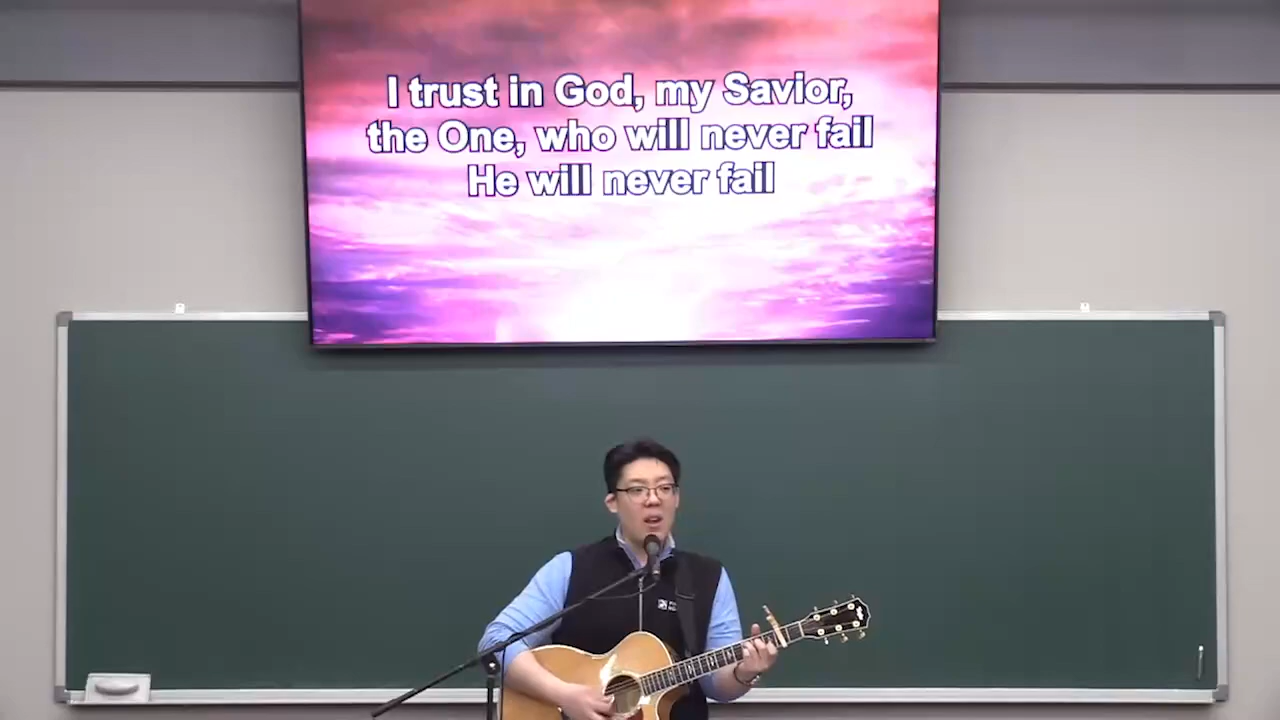 I trust in God, my Savior,
the One, who will never fail
He will never fail